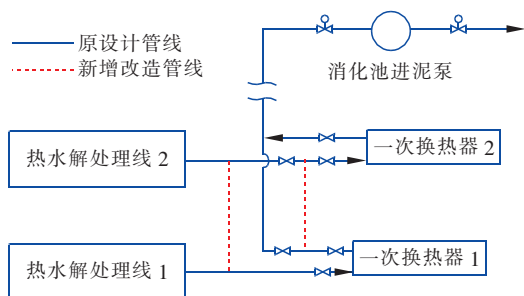 原设计管线
新增改造管线
消化池进泥泵
热水解处理线 2
一次换热器 2
热水解处理线 1
一次换热器 1